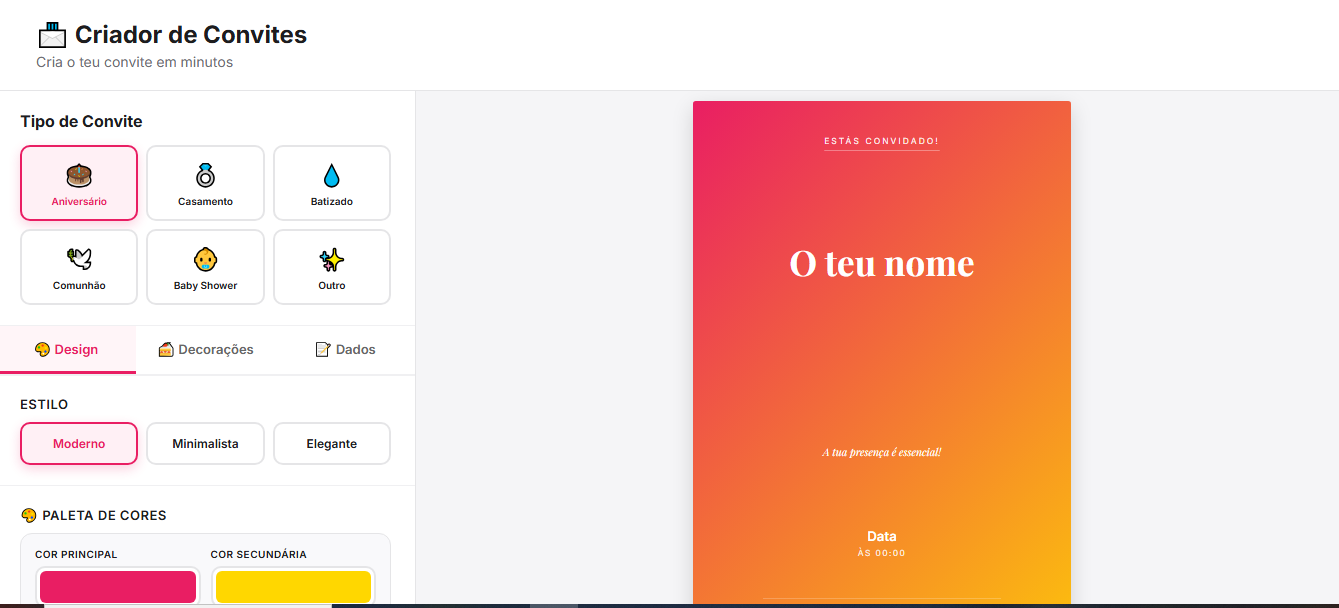 Criador de Convites
Cria o teu convite em minutos
Tipo de Convite
Aniversário
Casamento
Batizado
Comunhão
Baby Shower
Outro
Design
Decorações
Dados
ESTILO
Moderno
Minimalista
Elegante
PALETA DE CORES
COR PRINCIPAL
COR SECUNDÁRIA
ESTÁS CONVIDADO!
O teu nome
A tua presença é essencial!
Data
ÀS 00:00